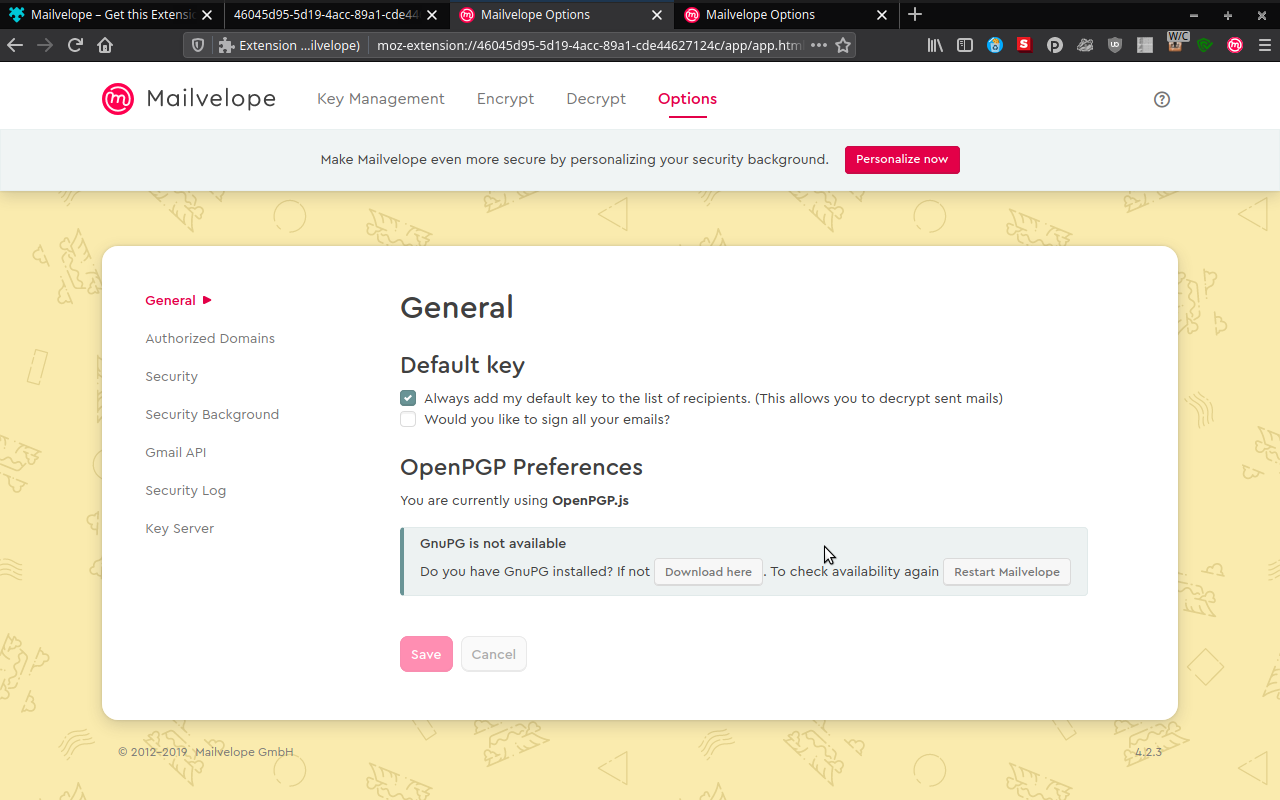 Mailvelope – Get this Extensi
46045d95-5d19-4acc-89a1-cde44
Mailvelope Options
Mailvelope Options
Extension ...ilvelope)
moz-extension://46045d95-5d19-4acc-89a1-cde44627124c/app/app.html
W/C
Mailvelope
Key Management
Encrypt
Decrypt
Options
Make Mailvelope even more secure by personalizing your security background.
Personalize now
General
Authorized Domains
Security
Security Background
Gmail API
Security Log
Key Server
General
Default key
Always add my default key to the list of recipients. (This allows you to decrypt sent mails)
Would you like to sign all your emails?
OpenPGP Preferences
You are currently using OpenPGP.js
GnuPG is not available
Do you have GnuPG installed? If not Download here . To check availability again Restart Mailvelope
Save
Cancel
© 2012-2019 Mailvelope GmbH
4.2.3